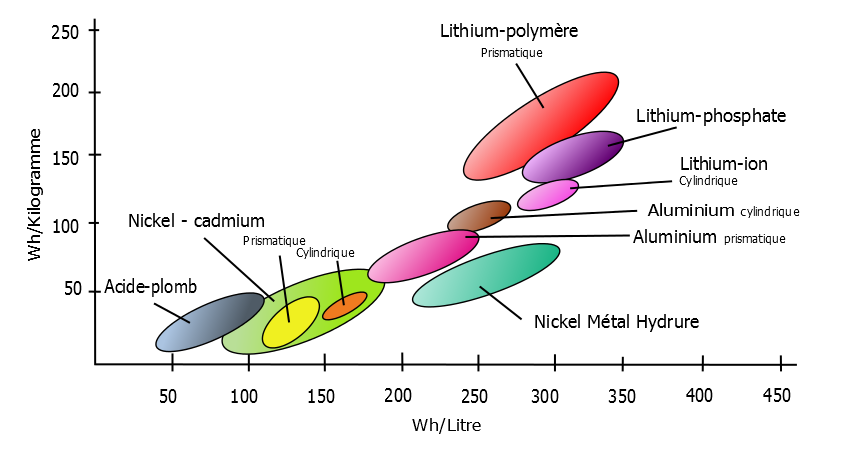 250
200
150
100
50
Wh/Kilogramme
Lithium-polymère
Prismatique
Lithium-phosphate
Lithium-ion
Cylindrique
Aluminium cylindrique
Aluminium prismatique
Nickel - cadmium
Prismatique
Cylindrique
Acide-plomb
Nickel Métal Hydrure
50 100 150 200 250 300 350 400 450
Wh/Litre